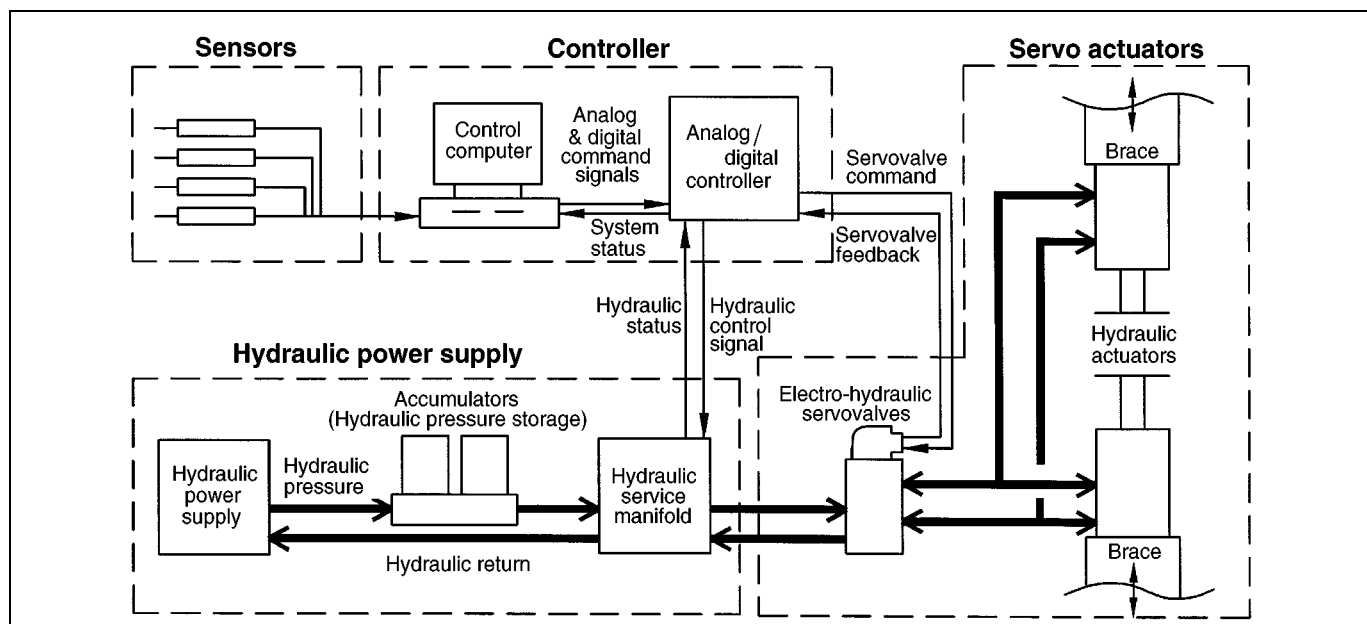 Sensors
Controller
Servo actuators
Control
computer
Analog
& digital
command
signals
Analog/
digital
controller
Servovalve
command
System
status
Servovalve
feedback
Brace
Hydraulic
status
Hydraulic
control
signal
Hydraulic
actuators
Hydraulic power supply
Accumulators
(Hydraulic pressure storage)
Electro-hydraulic
servovalves
Hydraulic
power
supply
Hydraulic
pressure
Hydraulic
service
manifold
Hydraulic return
Brace